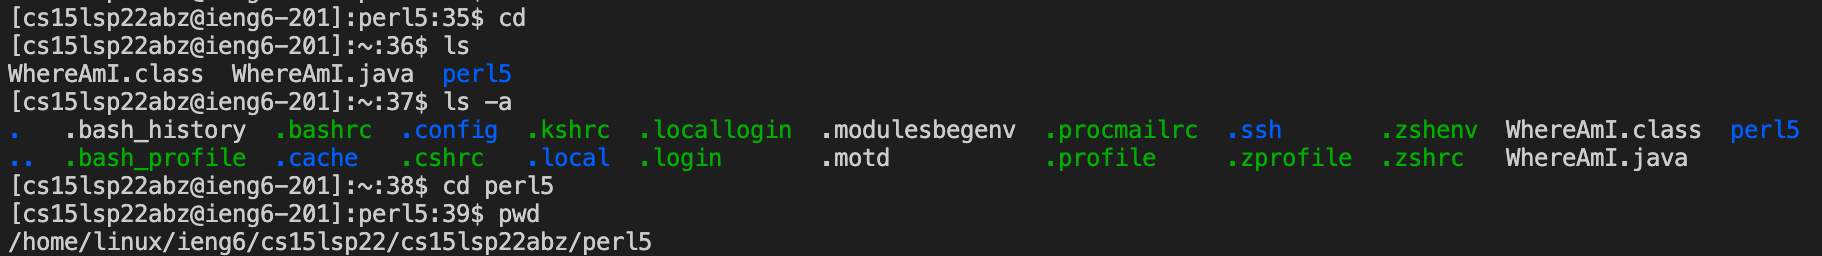 [cs15lsp22abz@ieng6-201]:perl5:35$ cd
[cs15lsp22abz@ieng6-201]:~:36$ ls
WhereAmI.class  WhereAmI.java  perl5
[cs15lsp22abz@ieng6-201]:~:37$ ls -a
.   .bash_history  .bashrc  .config  .kshrc  .locallogin  .modulesbegenv  .procmailrc  .ssh       .zshenv  WhereAmI.class  perl5
..  .bash_profile  .cache   .cshrc   .local  .login       .motd           .profile     .zprofile  .zshrc   WhereAmI.java
[cs15lsp22abz@ieng6-201]:~:38$ cd perl5
[cs15lsp22abz@ieng6-201]:perl5:39$ pwd
/home/linux/ieng6/cs15lsp22/cs15lsp22abz/perl5